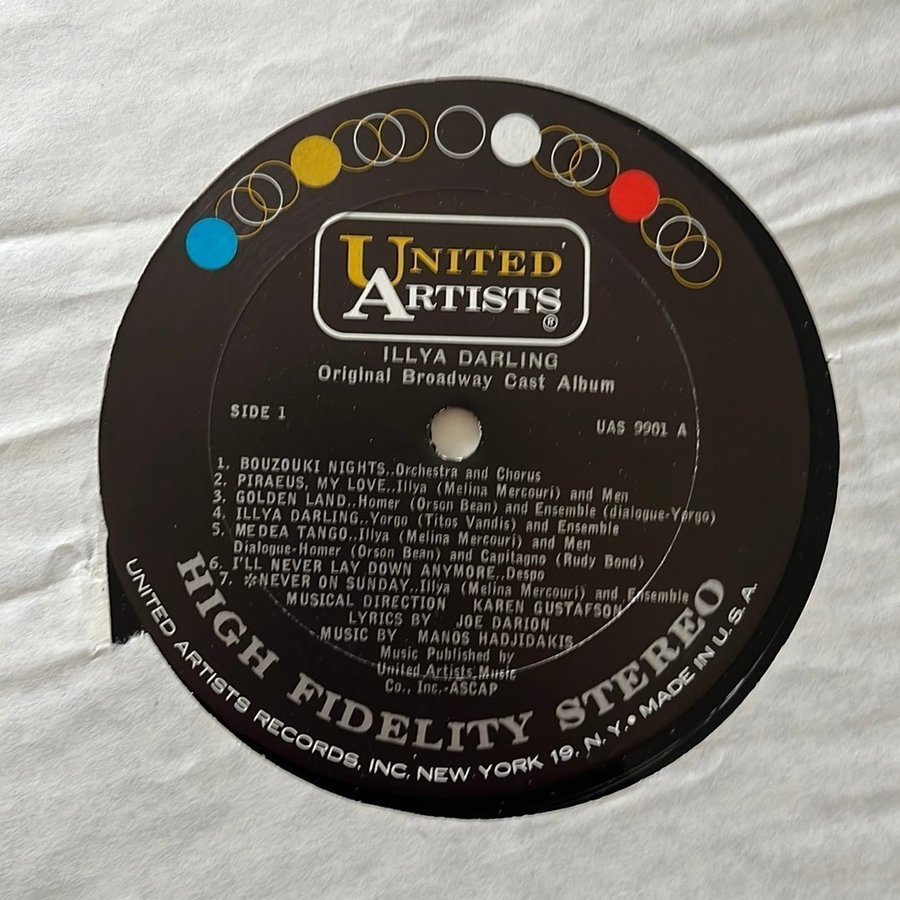 UNITED
ARTISTS
®
ILLYA DARLING
Original Broadway Cast Album
SIDE 1
UAS 9901 A
1. BOUZOUKI NIGHTS..Orchestra and Chorus
2. PIRAEUS, MY LOVE..Illya (Melina Mercouri) and Men
3. GOLDEN LAND..Homer (Orson Bean) and Ensemble (dialogue-Yorgo)
4. ILLYA DARLING..Yorgo (Titos Vandis) and Ensemble
5. MEDEA TANGO..Illya (Melina Mercouri) and Men
Dialogue-Homer (Orson Bean) and Capitagno (Rudy Bond)
6. I'LL NEVER LAY DOWN ANYMORE..Despo
7. *NEVER ON SUNDAY..Illya (Melina Mercouri) and Ensemble
MUSICAL DIRECTION KAREN GUSTAFSON
LYRICS BY JOE DARION
MUSIC BY MANOS HADJIDAKIS
Music Published by
United Artists Music
Co., Inc.-ASCAP
HIGH FIDELITY STEREO
UNITED ARTISTS RECORDS, INC. NEW YORK 19, N.Y. • MADE IN U.S.A.